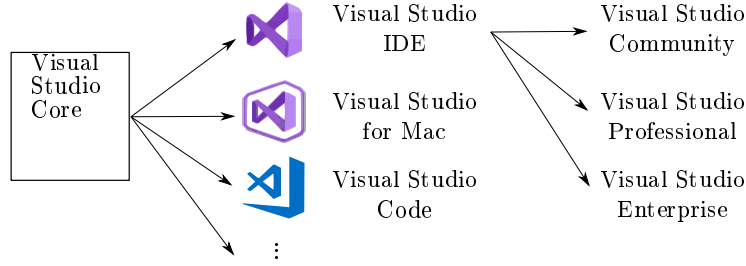 Visual
Studio
Core
Visual Studio
IDE
Visual Studio
for Mac
Visual Studio
Code
⋮
Visual Studio
Community
Visual Studio
Professional
Visual Studio
Enterprise